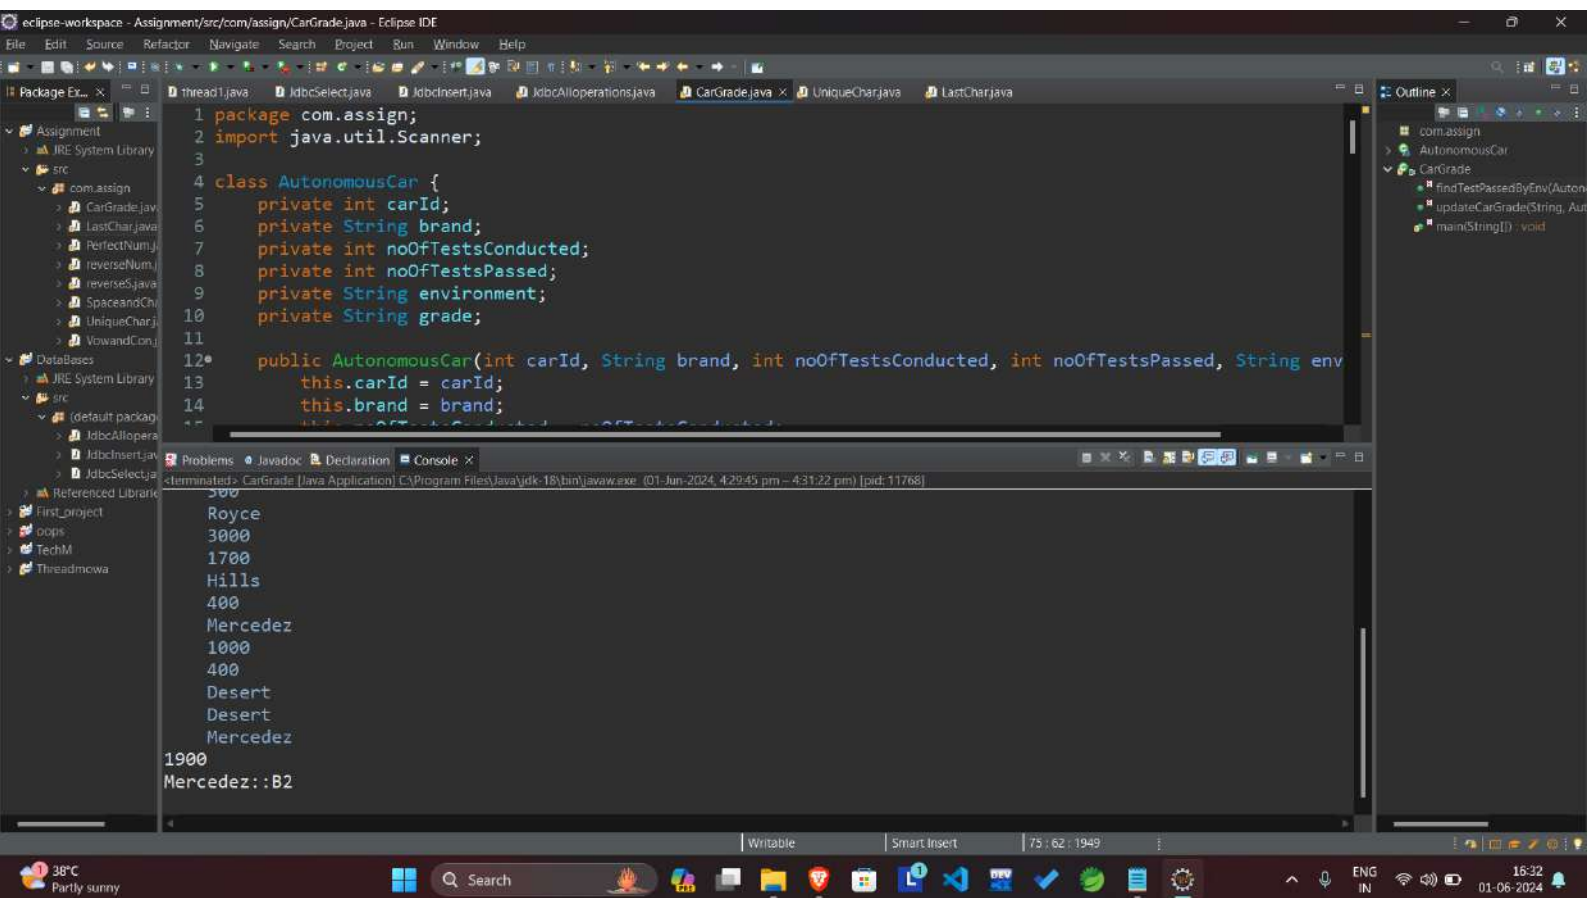 eclipse-workspace - Assignment/src/com/assign/CarGrade.java - Eclipse IDE
File Edit Source Refactor Navigate Search Project Run Window Help
Package Ex...
Assignment
JRE System Library
src
com.assign
CarGrade.jav
LastChar.java
PerfectNum.j
reverseNum.j
reverseS.java
SpaceandCha
UniqueChar.j
VowandCon.j
DataBases
JRE System Library
src
(default packag
JdbcAllopera
JdbcInsert.jav
JdbcSelect.ja
Referenced Librarie
First_project
oops
TechM
Threadmowa
thread1.java JdbcSelect.java JdbcInsert.java JdbcAlloperations.java CarGrade.java UniqueChar.java LastChar.java
1 package com.assign;
2 import java.util.Scanner;
3
4 class AutonomousCar {
5 private int carId;
6 private String brand;
7 private int noOfTestsConducted;
8 private int noOfTestsPassed;
9 private String environment;
10 private String grade;
11
12 public AutonomousCar(int carId, String brand, int noOfTestsConducted, int noOfTestsPassed, String env
13 this.carId = carId;
14 this.brand = brand;
Outline
com.assign
AutonomousCar
CarGrade
findTestPassedByEnv(Auton
updateCarGrade(String, Aut
main(String[]) : void
Problems Javadoc Declaration Console
<terminated> CarGrade [Java Application] C:\Program Files\Java\jdk-18\bin\javaw.exe (01-Jun-2024, 4:29:45 pm – 4:31:22 pm) [pid: 11768]
Royce
3000
1700
Hills
400
Mercedez
1000
400
Desert
Desert
Mercedez
1900
Mercedez::B2
Writable Smart Insert 75 : 62 : 1949
1
38°C
Partly sunny
Search
PRE
1
DEV
ENG
IN
16:32
01-06-2024